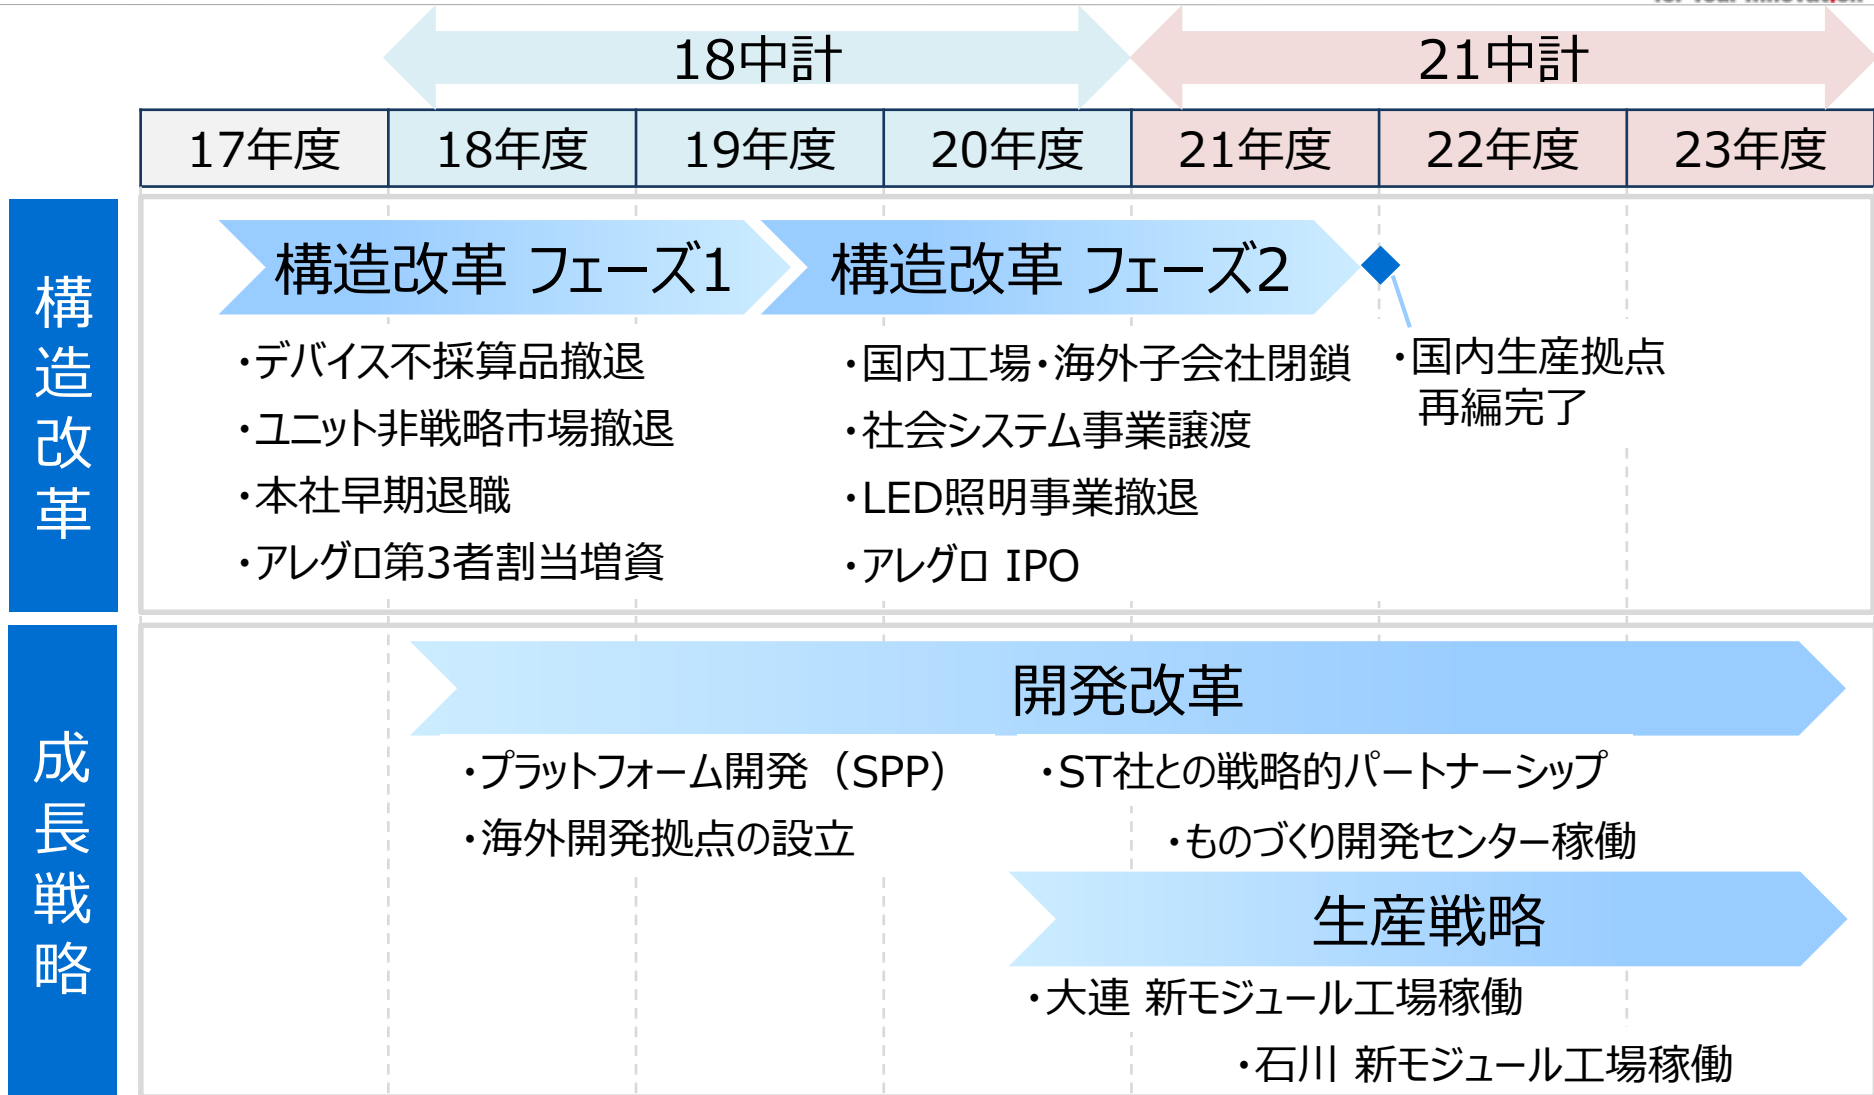 18中計
21中計
17年度
18年度
19年度
20年度
21年度
22年度
23年度
構造改革
構造改革 フェーズ1
構造改革 フェーズ2
・デバイス不採算品撤退
・ユニット非戦略市場撤退
・本社早期退職
・アレグロ第3者割当増資
・国内工場・海外子会社閉鎖
・社会システム事業譲渡
・LED照明事業撤退
・アレグロ IPO
・国内生産拠点
再編完了
成長戦略
開発改革
・プラットフォーム開発（SPP）
・海外開発拠点の設立
・ST社との戦略的パートナーシップ
・ものづくり開発センター稼働
生産戦略
・大連 新モジュール工場稼働
・石川 新モジュール工場稼働